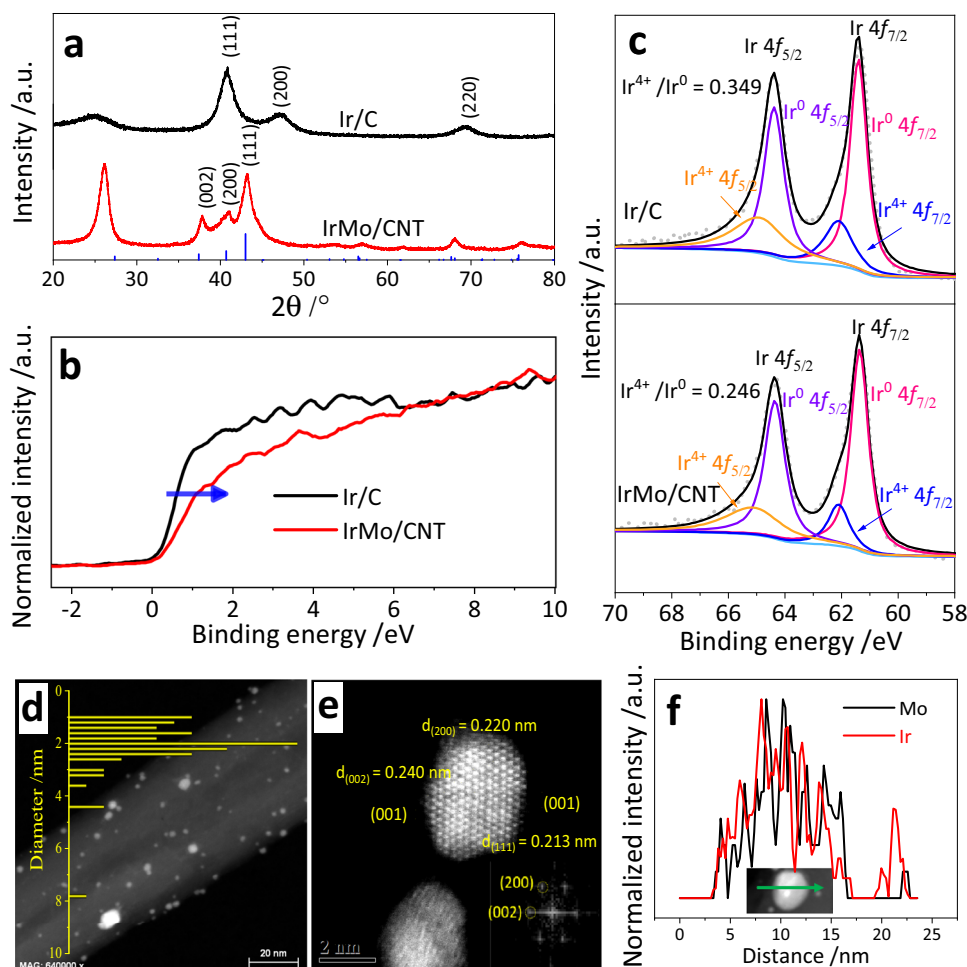 a
(111)
(200)
(220)
Ir/C
(002)
(200)
(111)
IrMo/CNT
Intensity /a.u.
20 30 40 50 60 70 80
2θ /°
b
Ir/C
IrMo/CNT
Normalized intensity /a.u.
-2 0 2 4 6 8 10
Binding energy /eV
c
Ir 4f5/2
Ir 4f7/2
Ir4+ /Ir0 = 0.349
Ir0 4f5/2
Ir0 4f7/2
Ir4+ 4f5/2
Ir4+ 4f7/2
Ir/C
Ir 4f7/2
Ir 4f5/2
Ir4+ /Ir0 = 0.246
Ir0 4f5/2
Ir0 4f7/2
Ir4+ 4f5/2
Ir4+ 4f7/2
IrMo/CNT
Intensity /a.u.
70 68 66 64 62 60 58
Binding energy /eV
d
0
2
4
6
8
10
Diameter /nm
20 nm
MAG: 640900 x
e
d(200) = 0.220 nm
d(002) = 0.240 nm
(001)
(001)
d(111) = 0.213 nm
(200)
(002)
2 nm
f
Mo
Ir
Normalized intensity /a.u.
0 5 10 15 20 25
Distance /nm